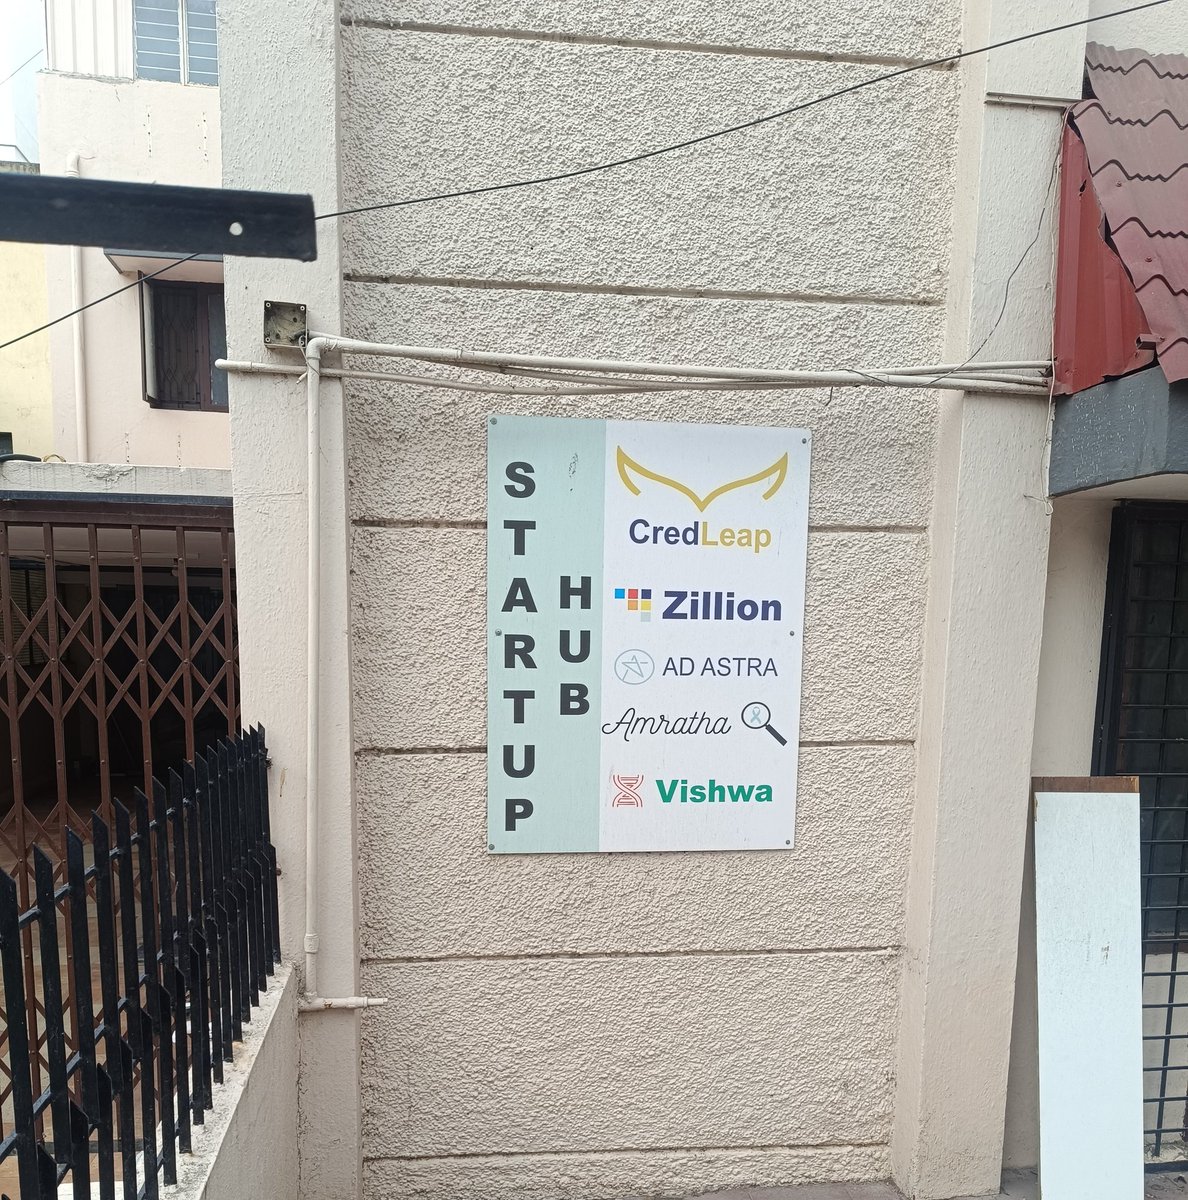 STARTUP
HUB
CredLeap
Zillion
AD ASTRA
Amratha
Vishwa